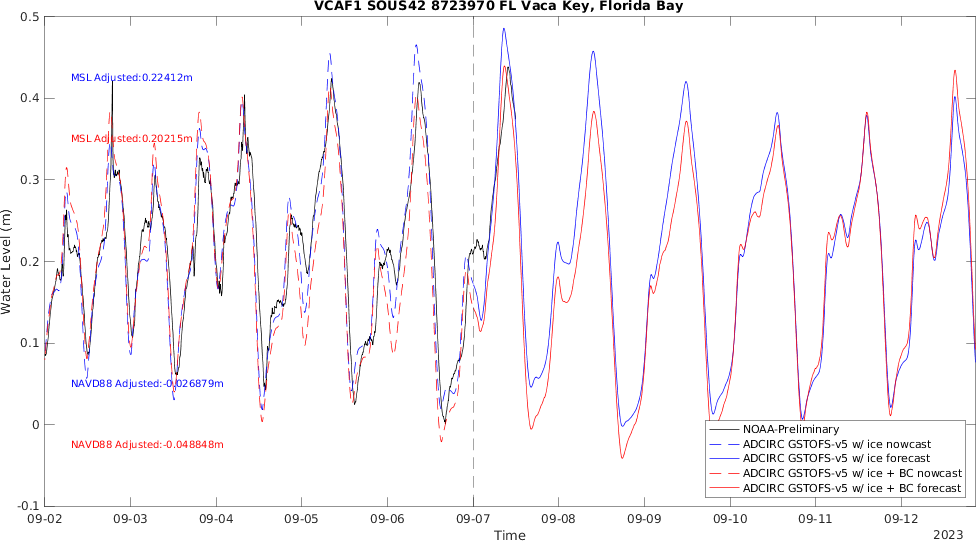 VCAF1 SOUS42 8723970 FL Vaca Key, Florida Bay
Water Level (m)
0.5
0.4
0.3
0.2
0.1
0
-0.1
MSL Adjusted:0.22412m
MSL Adjusted:0.20215m
NAVD88 Adjusted:-0.026879m
NAVD88 Adjusted:-0.048848m
NOAA-Preliminary
ADCIRC GSTOFS-v5 w/ ice nowcast
ADCIRC GSTOFS-v5 w/ ice forecast
ADCIRC GSTOFS-v5 w/ ice + BC nowcast
ADCIRC GSTOFS-v5 w/ ice + BC forecast
09-02 09-03 09-04 09-05 09-06 09-07 09-08 09-09 09-10 09-11 09-12
Time
2023